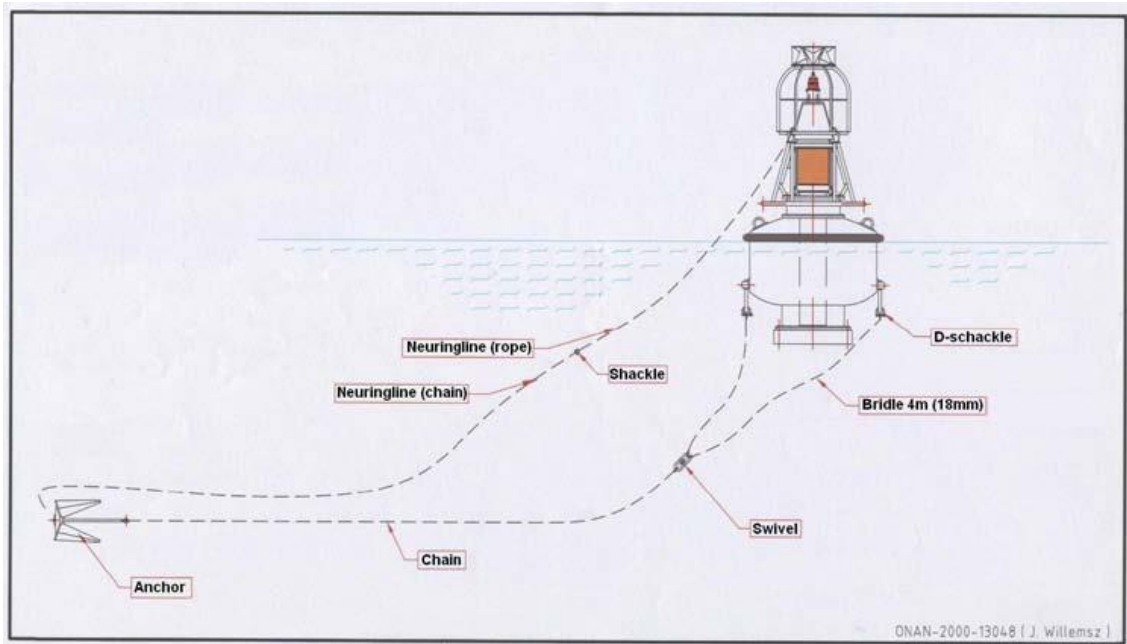 Neuringline (rope)
D-schackle
Shackle
Neuringline (chain)
Bridle 4m (18mm)
Swivel
Chain
Anchor
ONAN-2000-13048 ( J. Willemsz )